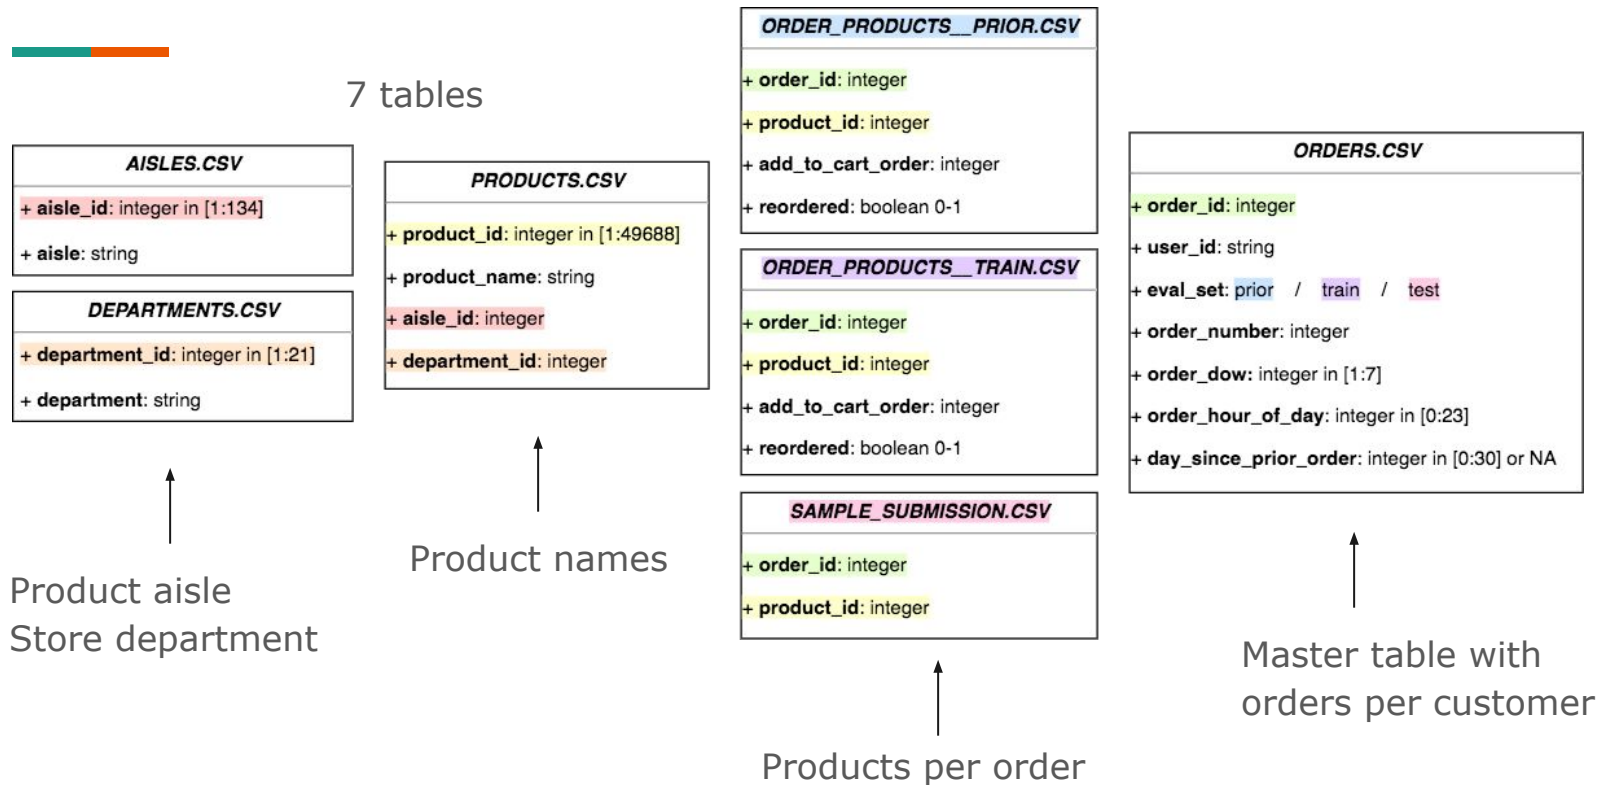 7 tables
AISLES.CSV
+ aisle_id: integer in [1:134]
+ aisle: string
DEPARTMENTS.CSV
+ department_id: integer in [1:21]
+ department: string
Product aisle
Store department
PRODUCTS.CSV
+ product_id: integer in [1:49688]
+ product_name: string
+ aisle_id: integer
+ department_id: integer
Product names
ORDER_PRODUCTS__PRIOR.CSV
+ order_id: integer
+ product_id: integer
+ add_to_cart_order: integer
+ reordered: boolean 0-1
ORDER_PRODUCTS__TRAIN.CSV
+ order_id: integer
+ product_id: integer
+ add_to_cart_order: integer
+ reordered: boolean 0-1
SAMPLE_SUBMISSION.CSV
+ order_id: integer
+ product_id: integer
Products per order
ORDERS.CSV
+ order_id: integer
+ user_id: string
+ eval_set: prior / train / test
+ order_number: integer
+ order_dow: integer in [1:7]
+ order_hour_of_day: integer in [0:23]
+ day_since_prior_order: integer in [0:30] or NA
Master table with
orders per customer